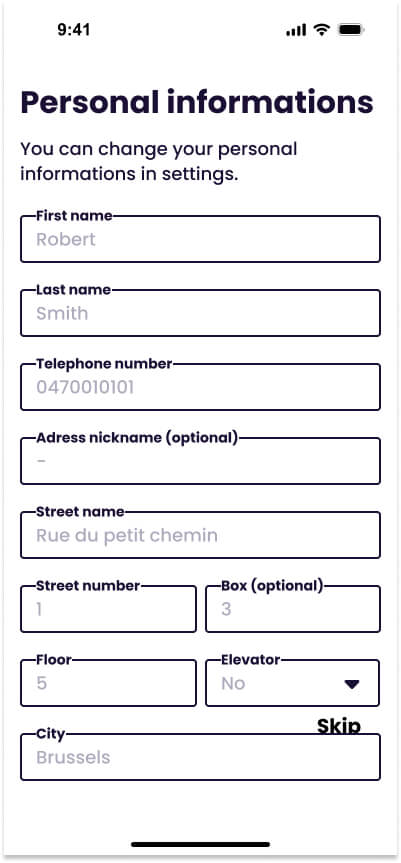 9:41
Personal informations
You can change your personal
informations in settings.
First name
Robert
Last name
Smith
Telephone number
0470010101
Adress nickname (optional)
-
Street name
Rue du petit chemin
Street number
1
Box (optional)
3
Floor
5
Elevator
No
Skip
City
Brussels